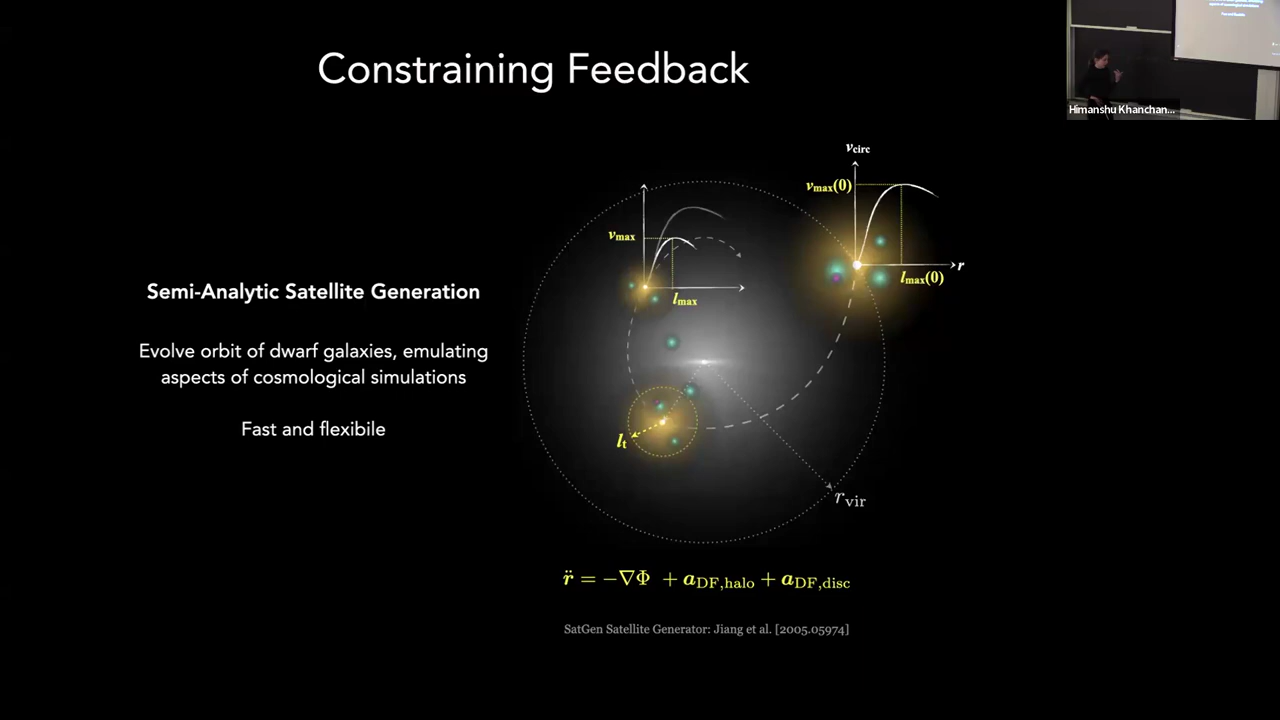 Constraining Feedback
Himanshu Khanchan...
v_circ
v_max(0)
r
l_max(0)
v_max
l_max
Semi-Analytic Satellite Generation
Evolve orbit of dwarf galaxies, emulating
aspects of cosmological simulations
Fast and flexibile
l_t
r_vir
r̈ = −∇Φ + a_DF,halo + a_DF,disc
SatGen Satellite Generator: Jiang et al. [2005.05974]